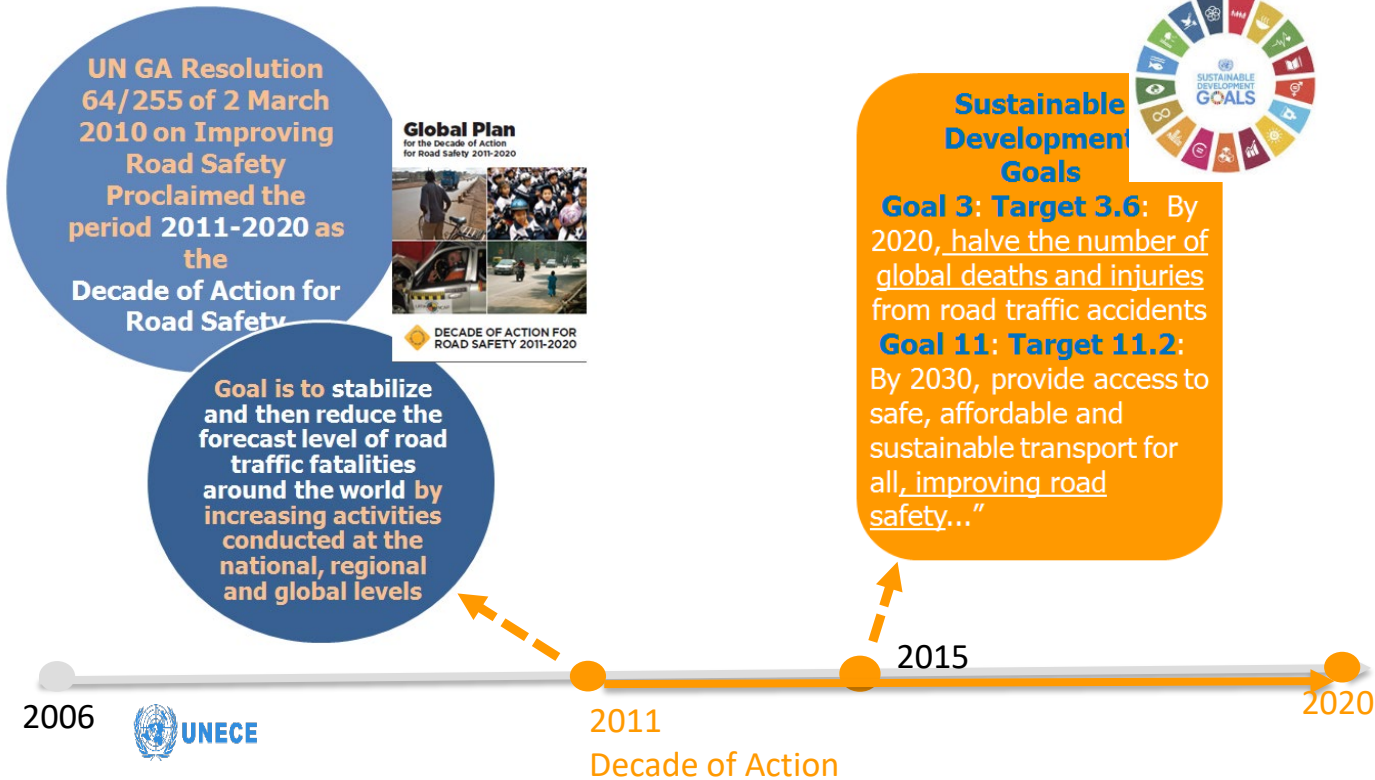 UN GA Resolution
64/255 of 2 March
2010 on Improving
Road Safety
Proclaimed the
period 2011-2020 as
the
Decade of Action for
Road Safety
Global Plan
for the Decade of Action
for Road Safety 2011-2020
DECADE OF ACTION FOR
ROAD SAFETY 2011-2020
Goal is to stabilize
and then reduce the
forecast level of road
traffic fatalities
around the world by
increasing activities
conducted at the
national, regional
and global levels
SUSTAINABLE
DEVELOPMENT
GOALS
Sustainable
Development
Goals
Goal 3: Target 3.6: By
2020, halve the number of
global deaths and injuries
from road traffic accidents
Goal 11: Target 11.2:
By 2030, provide access to
safe, affordable and
sustainable transport for
all, improving road
safety...”
2006
UNECE
2011
Decade of Action
2015
2020